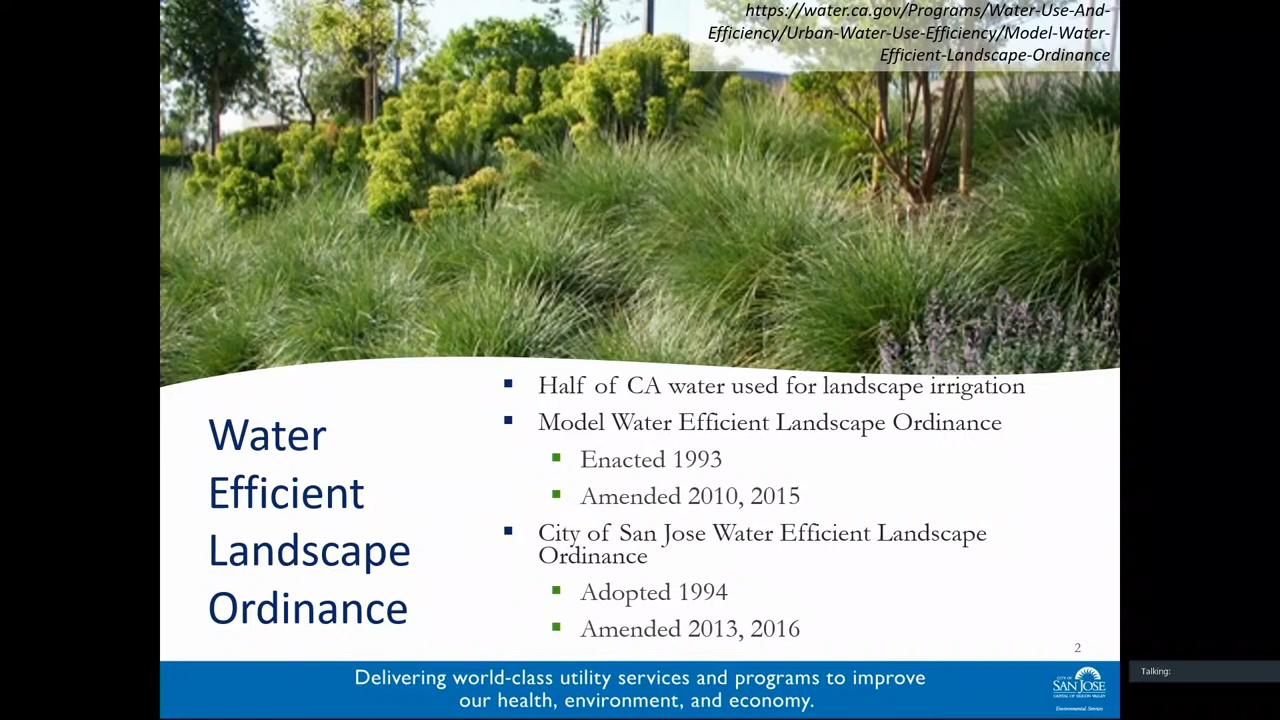 https://water.ca.gov/Programs/Water-Use-And-
Efficiency/Urban-Water-Use-Efficiency/Model-Water-
Efficient-Landscape-Ordinance
Water
Efficient
Landscape
Ordinance
Half of CA water used for landscape irrigation
Model Water Efficient Landscape Ordinance
Enacted 1993
Amended 2010, 2015
City of San Jose Water Efficient Landscape
Ordinance
Adopted 1994
Amended 2013, 2016
2
Delivering world-class utility services and programs to improve
our health, environment, and economy.
CITY OF
SAN JOSE
CAPITAL OF SILICON VALLEY
Environmental Services
Talking: